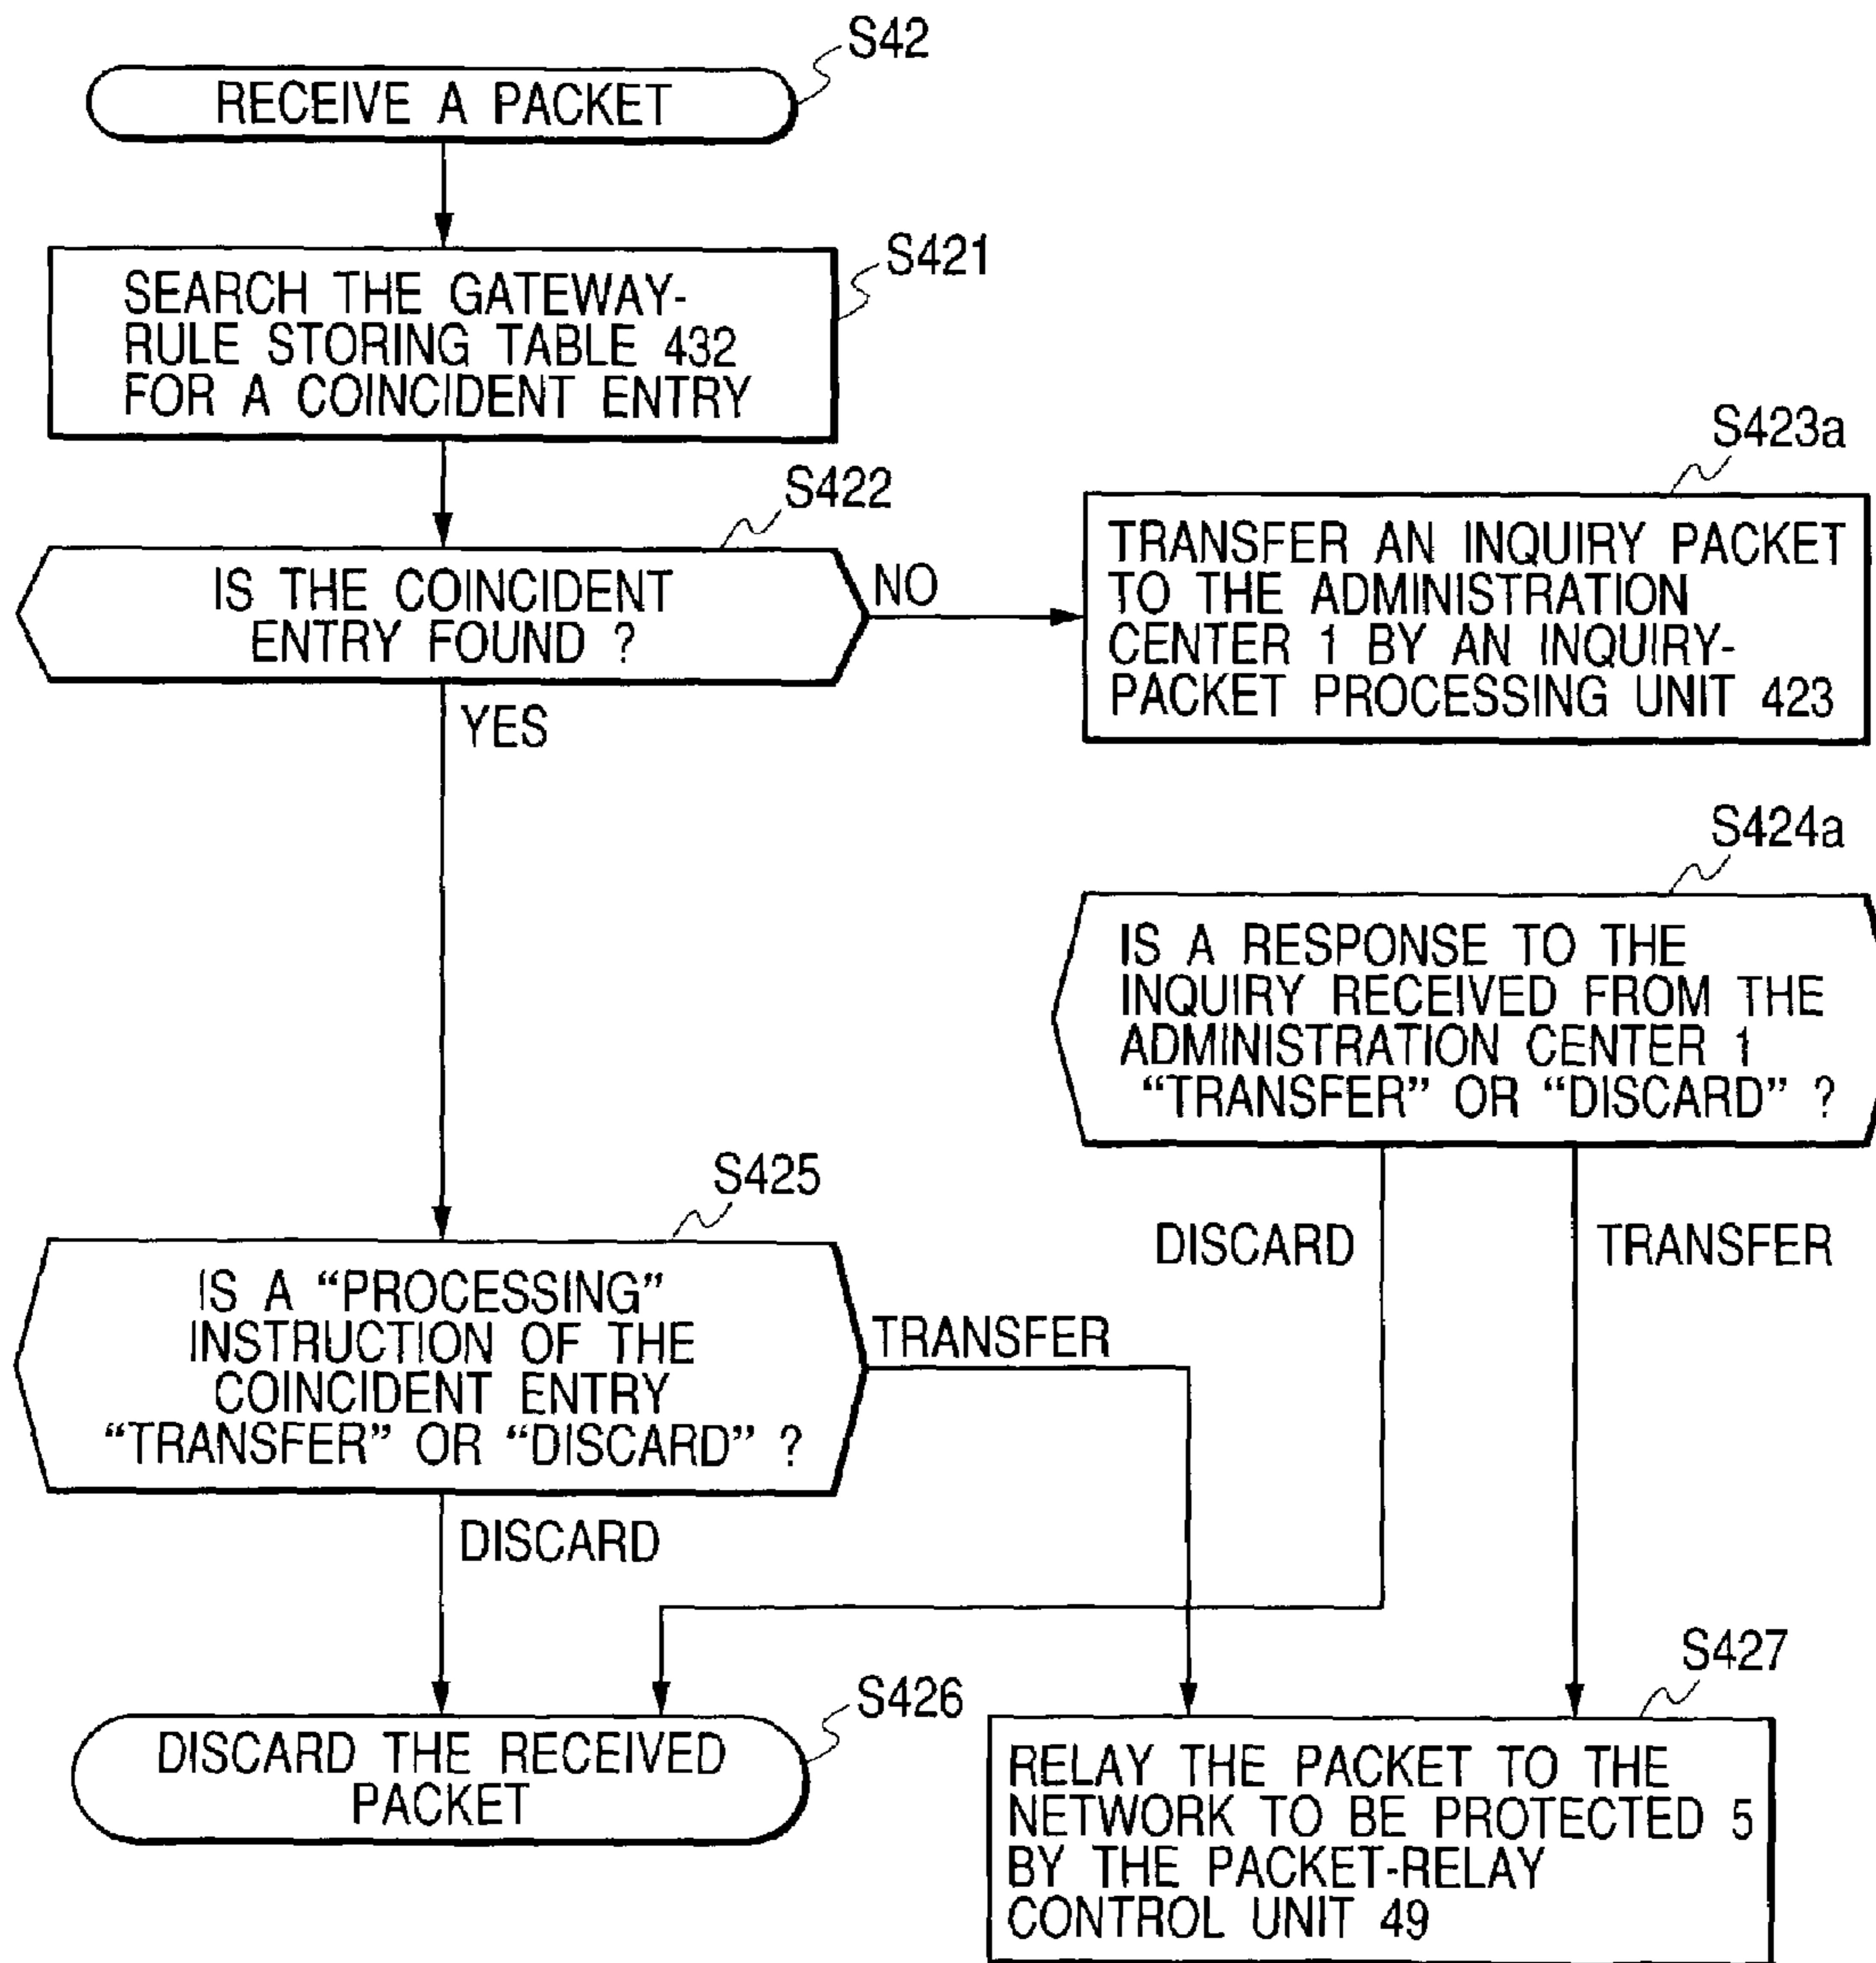 S42
RECEIVE A PACKET
S421
SEARCH THE GATEWAY-
RULE STORING TABLE 432
FOR A COINCIDENT ENTRY
S422
IS THE COINCIDENT
ENTRY FOUND ?
NO
YES
S423a
TRANSFER AN INQUIRY PACKET
TO THE ADMINISTRATION
CENTER 1 BY AN INQUIRY-
PACKET PROCESSING UNIT 423
S424a
IS A RESPONSE TO THE
INQUIRY RECEIVED FROM THE
ADMINISTRATION CENTER 1
“TRANSFER” OR “DISCARD” ?
DISCARD
TRANSFER
S425
IS A “PROCESSING”
INSTRUCTION OF THE
COINCIDENT ENTRY
“TRANSFER” OR “DISCARD” ?
TRANSFER
DISCARD
S426
DISCARD THE RECEIVED
PACKET
S427
RELAY THE PACKET TO THE
NETWORK TO BE PROTECTED 5
BY THE PACKET-RELAY
CONTROL UNIT 49